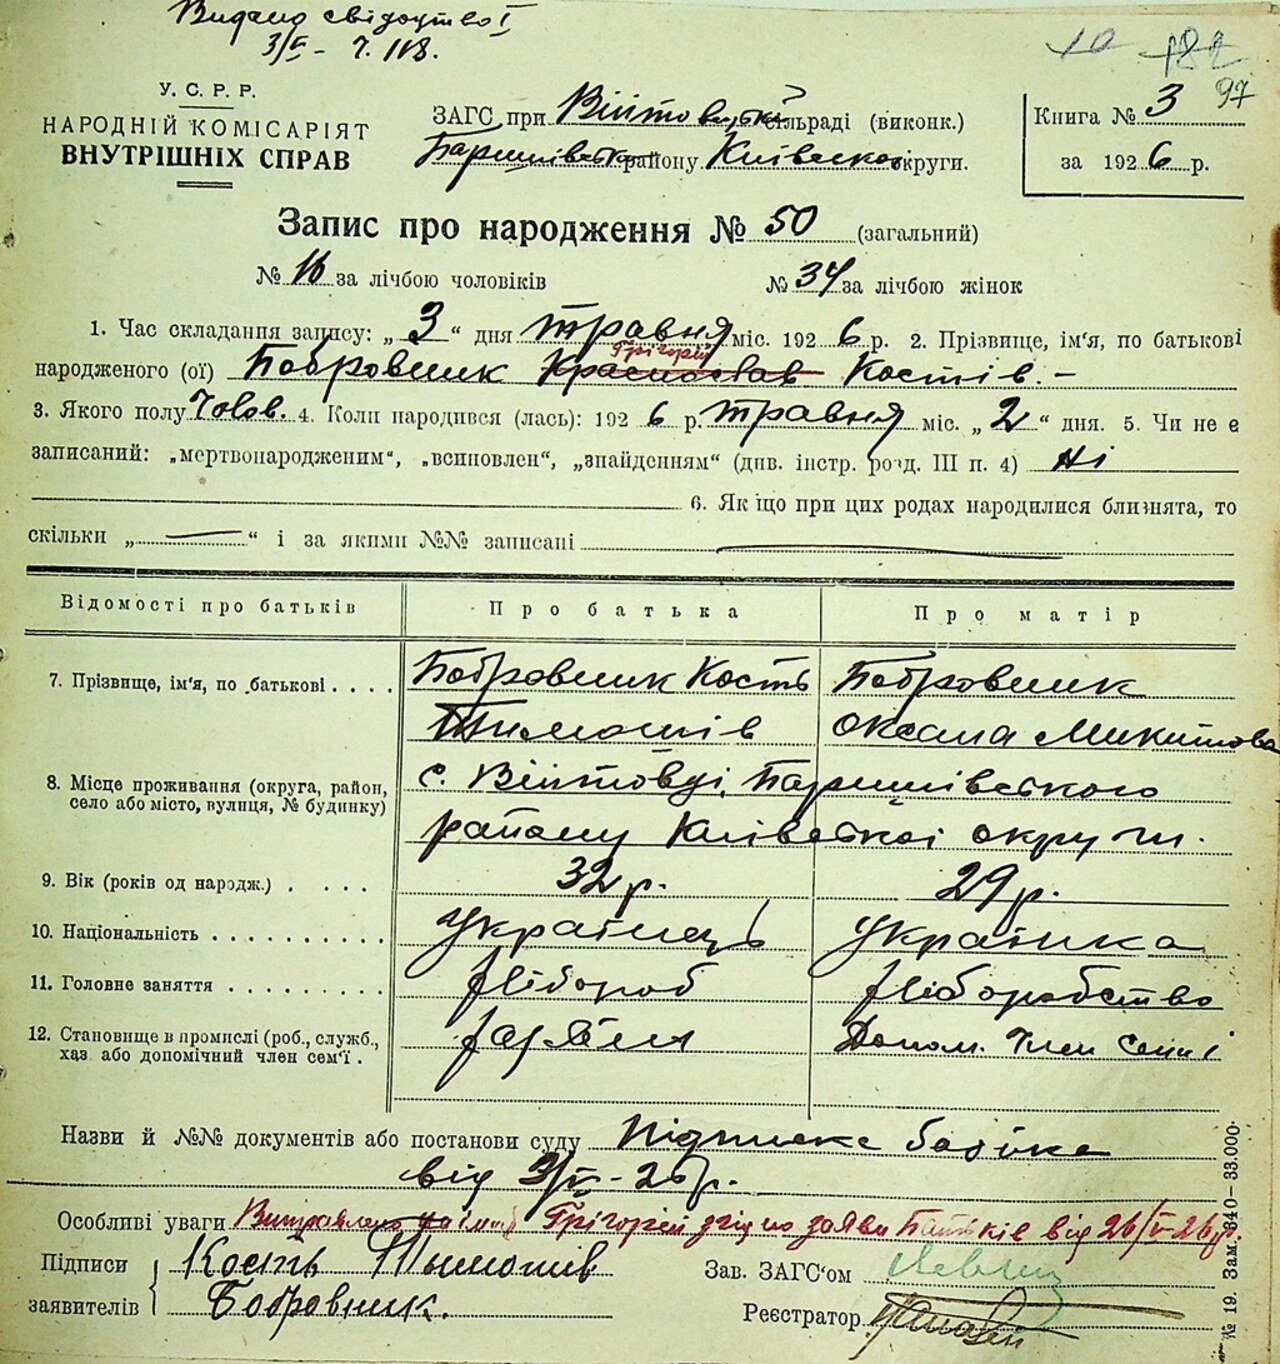 Видано свідоцтво
3/V - Ч. 118.
10 182
97
У. С. Р. Р.
НАРОДНІЙ КОМІСАРІЯТ
ВНУТРІШНІХ СПРАВ
ЗАГС при Війтовецькій сільраді (виконк.)
Баришівськ району Київської округи.
Книга № 3
за 1926 р.
Запис про народження № 50 (загальний)
№ 16 за лічбою чоловіків № 34 за лічбою жінок
1. Час складання запису: „ 3 “ дня травня міс. 1926 р. 2. Прізвище, ім'я, по батькові
Грігорій
народженого (ої) Бобровник Краснослав Костів. -
3. Якого полу Чолов. 4. Коли народився (лась): 1926 р. травня міс. „ 2 “ дня. 5. Чи не є
записаний: „мертвонародженим“, „всиновлен“, „знайденням“ (див. інстр. розд. III п. 4) Ні
6. Як що при цих родах народилися близнята, то
скільки „ — “ і за якими №№ записані —
Відомості про батьків Про батька Про матір
7. Прізвище, ім'я, по батькові . . . . Бобровник Кость Бобровник
Тимошів Оксана Микитова
8. Місце проживання (округа, район, с. Війтовці, Баришівського
село або місто, вулиця, № будинку)
району Київської округи.
9. Вік (років од народж.) . . . . 32 р. 29 р.
10. Національність . . . . . . . . . . Українець Українка
11. Головне заняття . . . . . . . . . Хлібороб Хліборобство
12. Становище в промислі (роб., служб., Хазяїн Допом. Член семї
хаз або допомічний член сем'ї .
Назви й №№ документів або постанови суду Підписка батька
від 3/V - 26 р.
Особливі уваги Виправлено на імя Грігорій згідно заяви Батьків від 26/V-26р
Підписи заявителів Кость Тимошів
Бобровник.
Зав. ЗАГС'ом
Реєстратор
№ 19. Зам. 340–33.000·